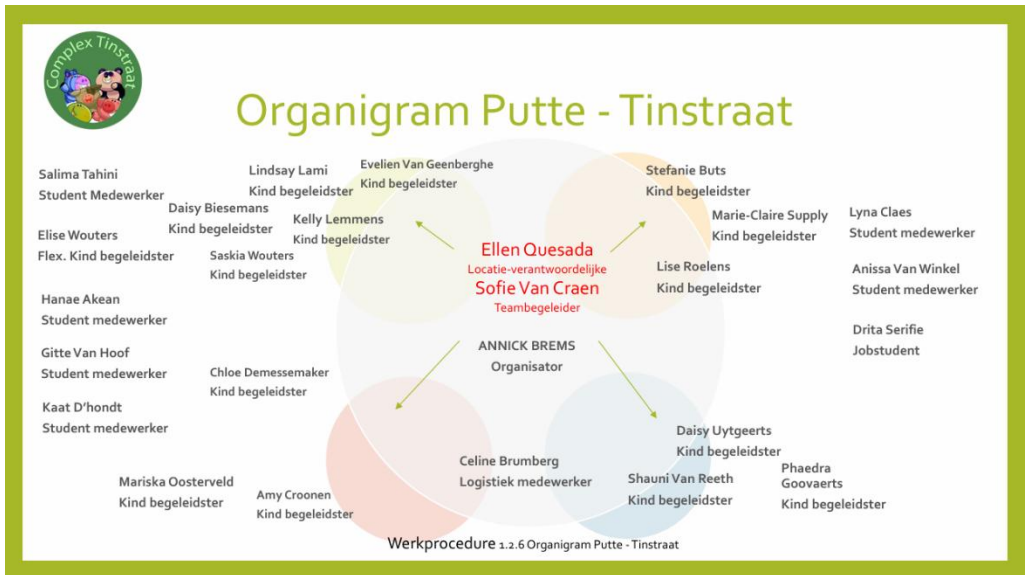 Complex Tinstraat
Organigram Putte - Tinstraat
Salima Tahini
Student Medewerker
Lindsay Lami
Kind begeleidster
Evelien Van Geenberghe
Kind begeleidster
Daisy Biesemans
Kind begeleidster
Kelly Lemmens
Kind begeleidster
Elise Wouters
Flex. Kind begeleidster
Saskia Wouters
Kind begeleidster
Hanae Akean
Student medewerker
Gitte Van Hoof
Student medewerker
Chloe Demessemaker
Kind begeleidster
Kaat D'hondt
Student medewerker
Mariska Oosterveld
Kind begeleidster
Amy Croonen
Kind begeleidster
Ellen Quesada
Locatie-verantwoordelijke
Sofie Van Craen
Teambegeleider
ANNICK BREMS
Organisator
Celine Brumberg
Logistiek medewerker
Stefanie Buts
Kind begeleidster
Marie-Claire Supply
Kind begeleidster
Lise Roelens
Kind begeleidster
Lyna Claes
Student medewerker
Anissa Van Winkel
Student medewerker
Drita Serifie
Jobstudent
Daisy Uytgeerts
Kind begeleidster
Shauni Van Reeth
Kind begeleidster
Phaedra
Goovaerts
Kind begeleidster
Werkprocedure 1.2.6 Organigram Putte - Tinstraat